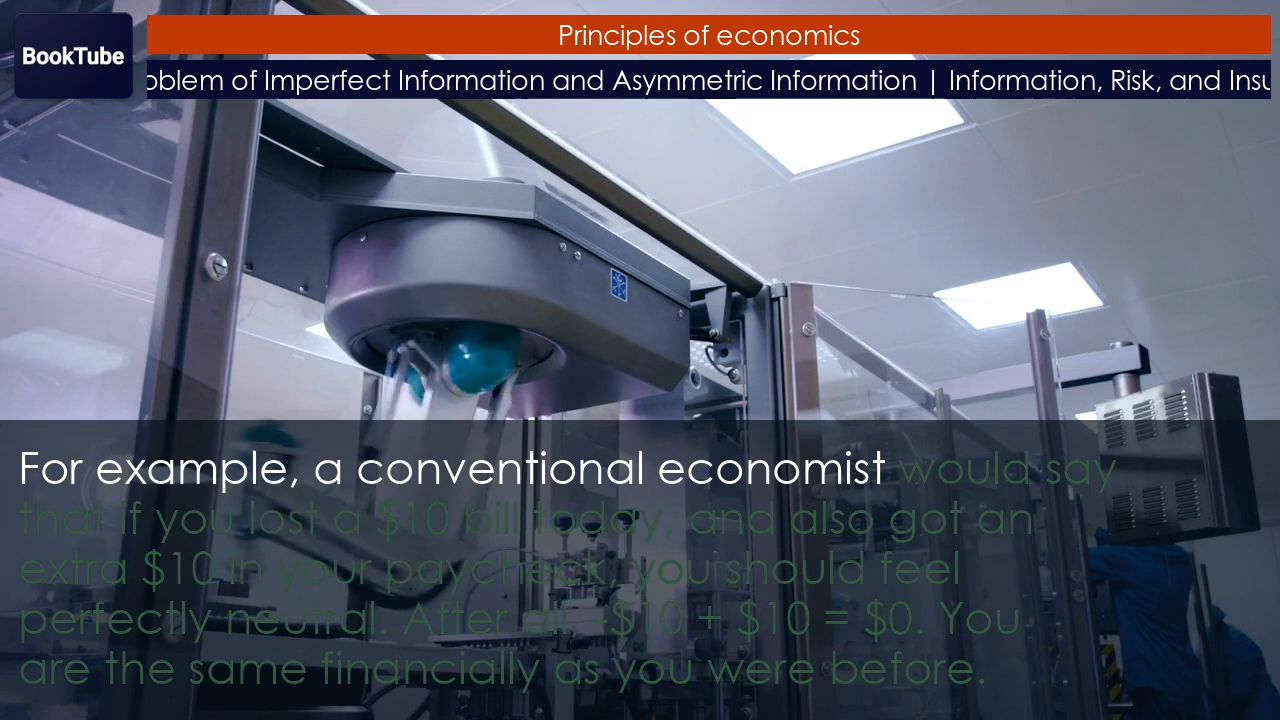 BookTube
Principles of economics
oblem of Imperfect Information and Asymmetric Information | Information, Risk, and Insu
For example, a conventional economist would say
that if you lost a $10 bill today, and also got an
extra $10 in your paycheck, you should feel
perfectly neutral. After all, -$10 + $10 = $0. You
are the same financially as you were before.